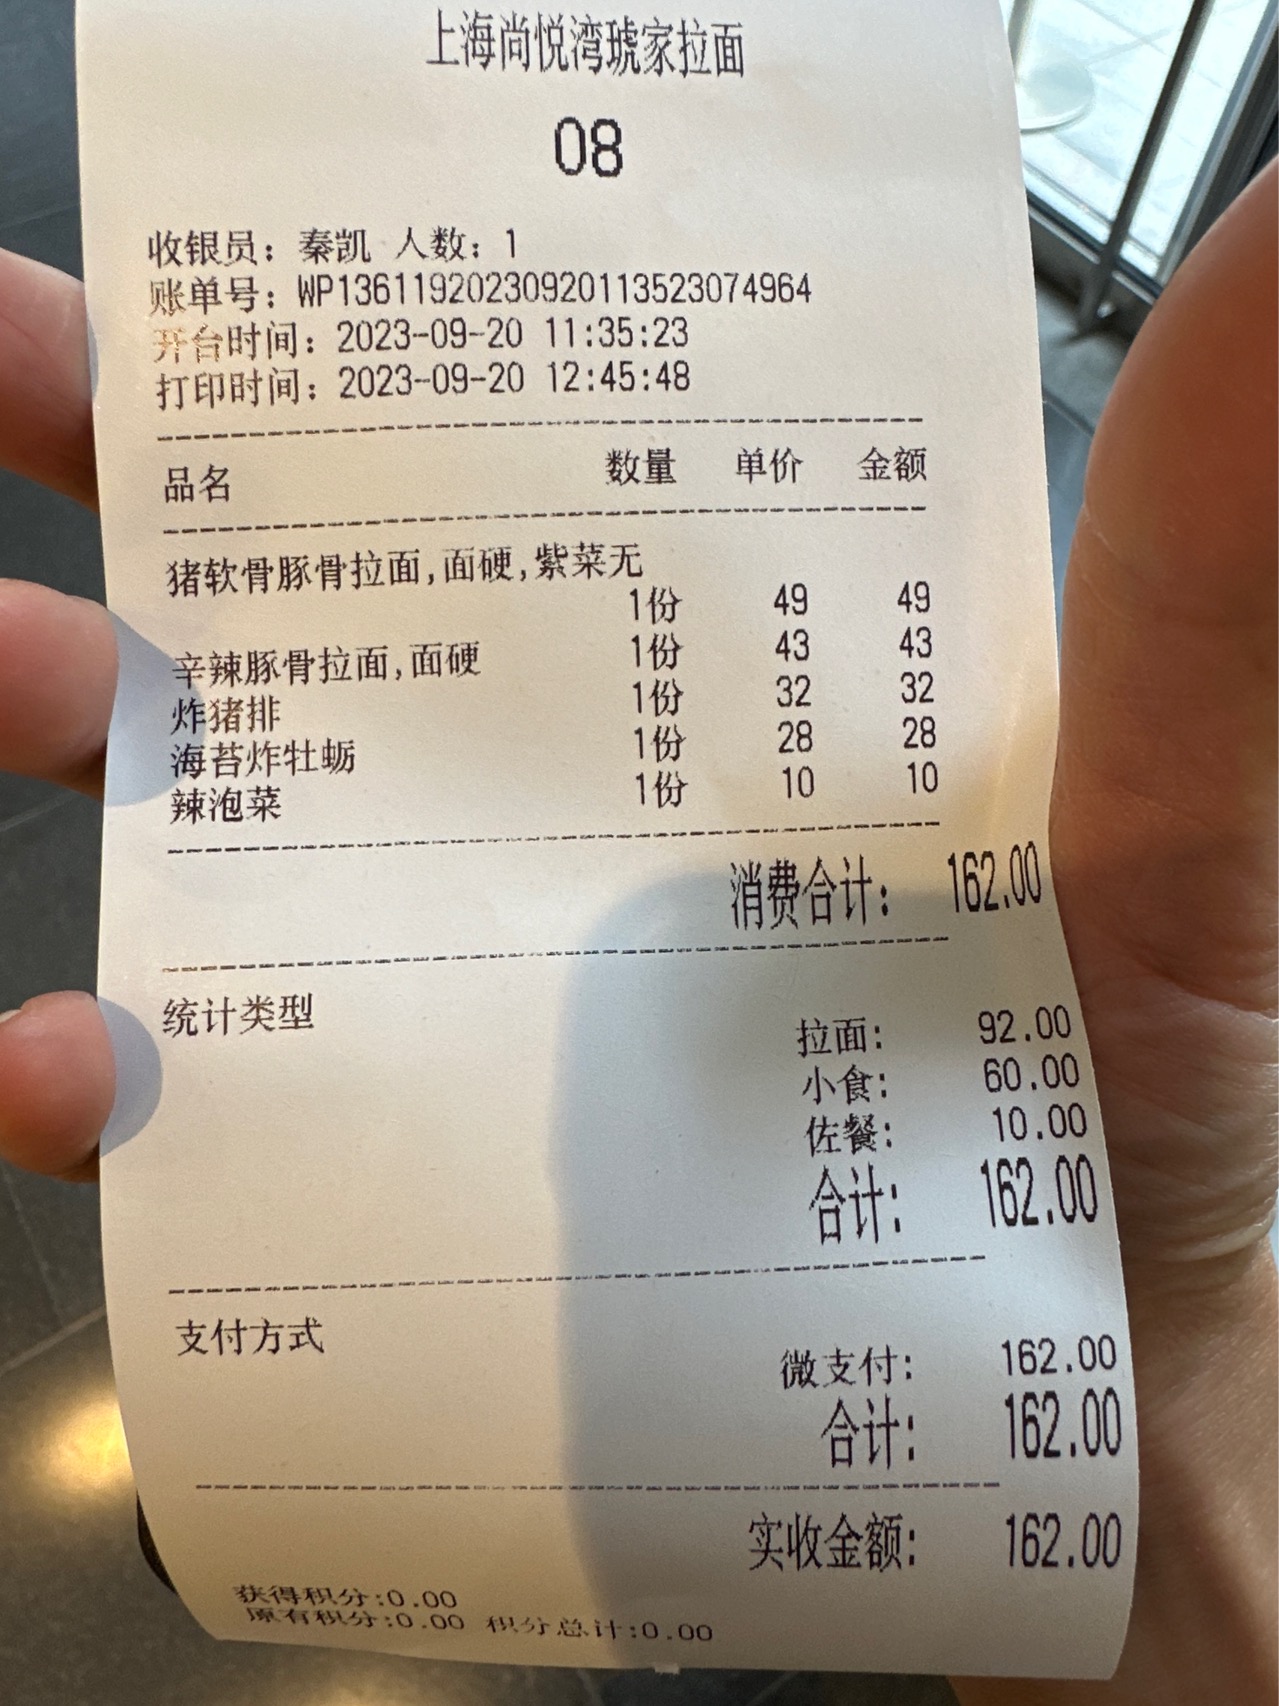 上海尚悦湾琥家拉面
08
收银员：秦凯 人数：1
账单号：WP13611920230920113523074964
开台时间：2023-09-20 11:35:23
打印时间：2023-09-20 12:45:48
品名 数量 单价 金额
猪软骨豚骨拉面,面硬,紫菜无
1份 49 49
辛辣豚骨拉面,面硬 1份 43 43
炸猪排 1份 32 32
海苔炸牡蛎 1份 28 28
辣泡菜 1份 10 10
消费合计： 162.00
统计类型
拉面: 92.00
小食: 60.00
佐餐: 10.00
合计: 162.00
支付方式
微支付: 162.00
合计: 162.00
实收金额: 162.00
获得积分:0.00
原有积分:0.00 积分总计:0.00